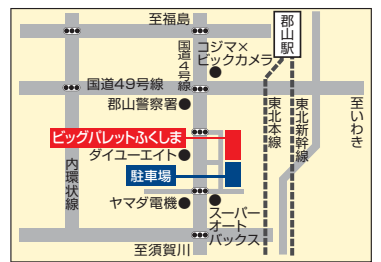 至福島
郡山駅
国道4号線
コジマ×
ビックカメラ
国道49号線
郡山警察署
東北本線
東北新幹線
至いわき
ビッグパレットふくしま
ダイユーエイト
駐車場
内環状線
ヤマダ電機
スーパー
オート
バックス
至須賀川